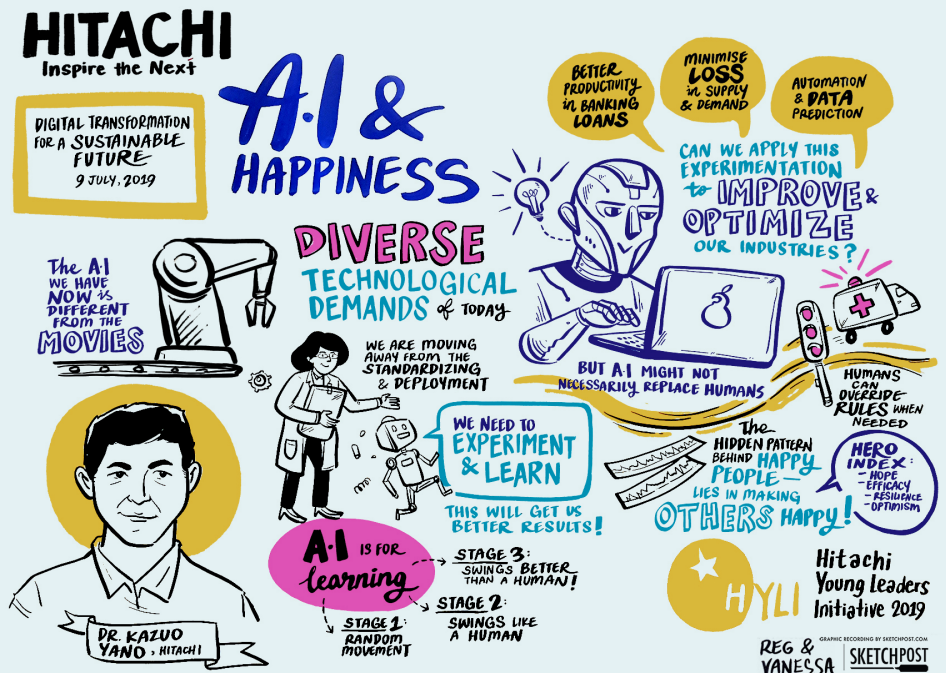 HITACHI
Inspire the Next
DIGITAL TRANSFORMATION
FOR A SUSTAINABLE
FUTURE
9 JULY, 2019
A.I &
HAPPINESS
BETTER
PRODUCTIVITY
in BANKING
LOANS
MINIMISE
LOSS
in SUPPLY
& DEMAND
AUTOMATION
& DATA
PREDICTION
CAN WE APPLY THIS
EXPERIMENTATION
to IMPROVE &
OPTIMIZE
OUR INDUSTRIES?
The A.I
WE HAVE
NOW is
DIFFERENT
FROM THE
MOVIES
DIVERSE
TECHNOLOGICAL
DEMANDS of TODAY
WE ARE MOVING
AWAY FROM THE
STANDARDIZING
& DEPLOYMENT
BUT A.I MIGHT NOT
NECESSARILY REPLACE HUMANS
HUMANS
CAN
OVERRIDE
RULES WHEN
NEEDED
WE NEED TO
EXPERIMENT
& LEARN
THIS WILL GET US
BETTER RESULTS!
The
HIDDEN PATTERN
BEHIND HAPPY
PEOPLE —
LIES IN MAKING
OTHERS HAPPY!
HERO
INDEX:
- HOPE
- EFFICACY
- RESILIENCE
- OPTIMISM
A.I IS FOR
learning
STAGE 3:
SWINGS BETTER
THAN A HUMAN!
STAGE 2:
SWINGS LIKE
A HUMAN
STAGE 1:
RANDOM
MOVEMENT
DR. KAZUO
YANO, HITACHI
HYLI
Hitachi
Young Leaders
Initiative 2019
GRAPHIC RECORDING BY SKETCHPOST.COM
REG &
VANESSA
SKETCHPOST